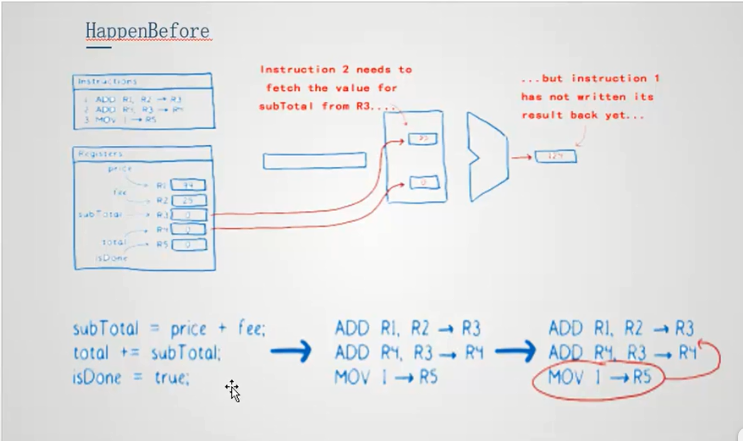 HappenBefore
Instructions
1 ADD R1, R2 → R3
2 ADD R4, R3 → R4
3 MOV 1 → R5
Instruction 2 needs to
fetch the value for
subTotal from R3....
...but instruction 1
has not written its
result back yet...
Registers
price
R1 99
fee
R2 25
subTotal R3 0
R4 0
total R5 0
isDone
0
124
subTotal = price + fee;
total += subTotal;
isDone = true;
ADD R1, R2 → R3
ADD R4, R3 → R4
MOV 1 → R5
ADD R1, R2 → R3
ADD R4, R3 → R4
MOV 1 → R5